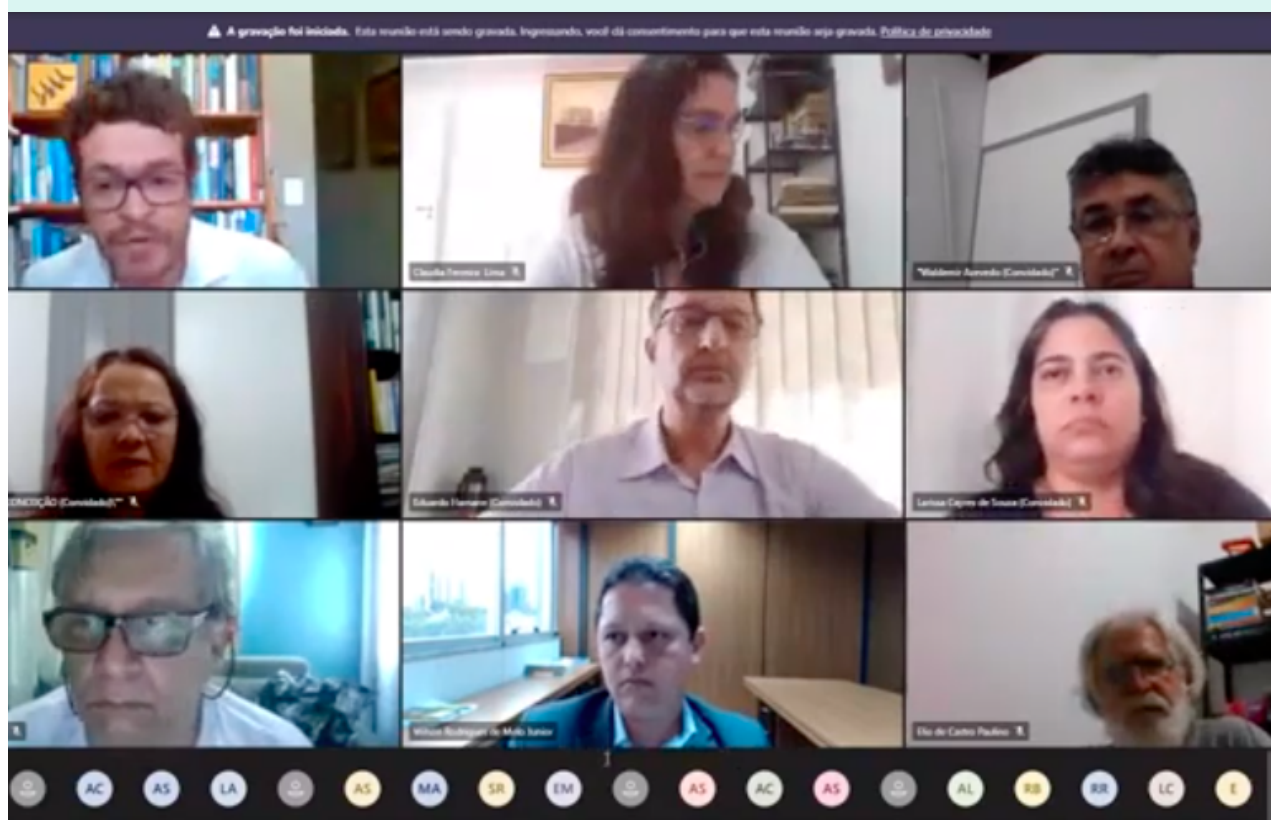 A gravação foi iniciada. Esta reunião está sendo gravada. Ingressando, você dá consentimento para que esta reunião seja gravada. Política de privacidade
Claudia Ferreira Lima
"Waldemir Azevedo (Convidado)"
(Convidado)"
Eduardo (Convidado)
Larissa de Souza (Convidado)
Wilson Rodrigues de Melo Junior
Elio de Castro Paulino
AC AS LA AS MA SR EM AS AC AS AL RB RR LC E